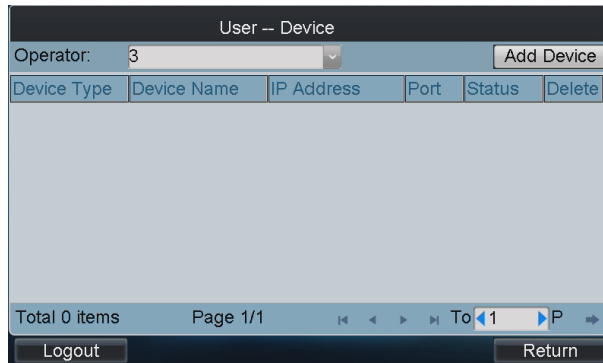 User -- Device
Operator: 3 Add Device
Device Type Device Name IP Address Port Status Delete
Total 0 items Page 1/1 To 1 P
Logout Return